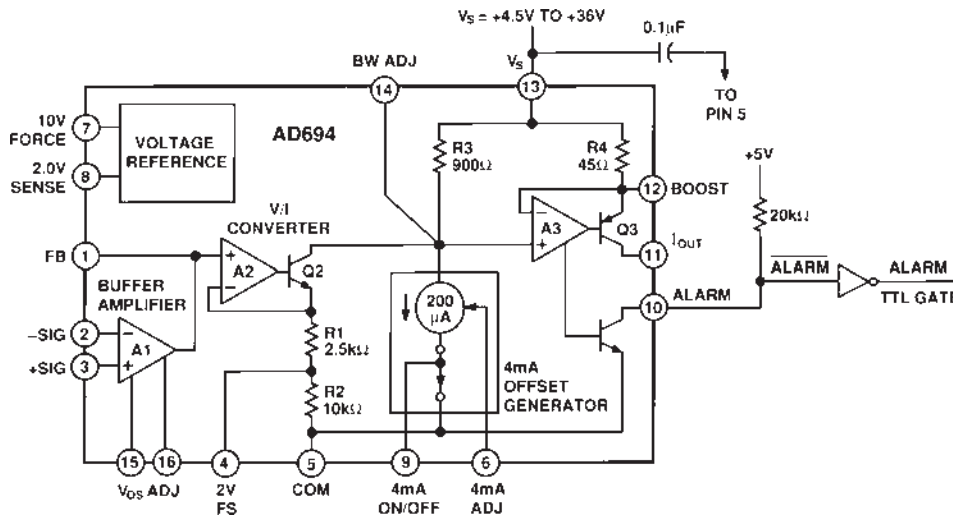 V_S = +4.5V TO +36V
0.1µF
V_S
BW ADJ
14
13
TO
PIN 5
10V
FORCE
7
VOLTAGE
REFERENCE
AD694
2.0V
SENSE
8
R3
900Ω
R4
45Ω
+5V
12
BOOST
20kΩ
V/I
CONVERTER
FB
1
+
A2
−
Q2
−
A3
+
Q3
11
I_OUT
BUFFER
AMPLIFIER
200
µA
10
ALARM
ALARM
ALARM
TTL GATE
−SIG
2
−
A1
+SIG
3
+
R1
2.5kΩ
R2
10kΩ
4mA
OFFSET
GENERATOR
15
16
4
5
9
6
V_OS ADJ
2V
FS
COM
4mA
ON/OFF
4mA
ADJ